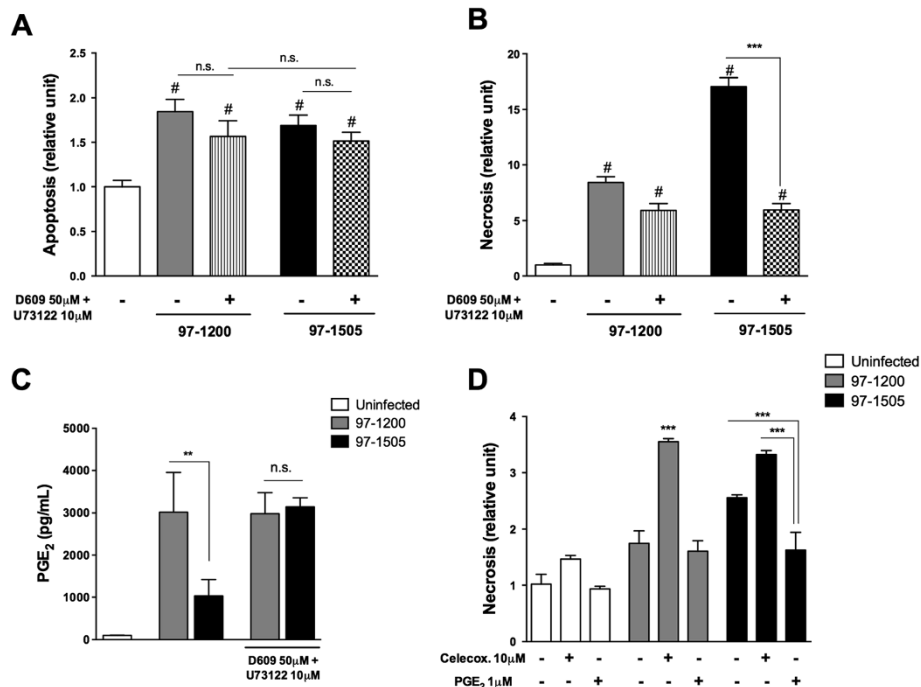 A
2.5
2.0
1.5
1.0
0.5
0.0
Apoptosis (relative unit)
n.s.
n.s.
n.s.
#
#
#
#
D609 50µM +
U73122 10µM
- - + - +
97-1200
97-1505
B
20
15
10
5
0
Necrosis (relative unit)
***
#
#
#
#
D609 50µM +
U73122 10µM
- - + - +
97-1200
97-1505
C
Uninfected
97-1200
97-1505
5000
4000
3000
2000
1000
0
PGE₂ (pg/mL)
**
n.s.
D609 50µM +
U73122 10µM
D
Uninfected
97-1200
97-1505
4
3
2
1
0
Necrosis (relative unit)
***
***
***
Celecox. 10µM - + - - + - - + -
PGE₂ 1µM - - + - - + - - +